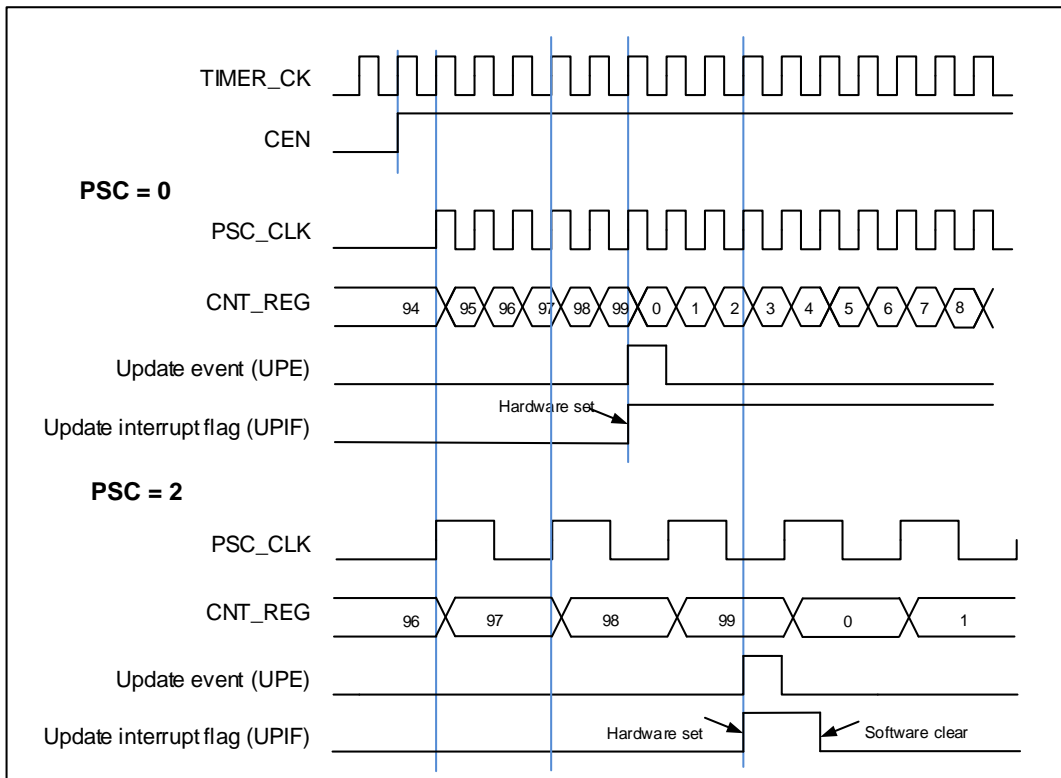 TIMER_CK
CEN
PSC = 0
PSC_CLK
CNT_REG 94 95 96 97 98 99 0 1 2 3 4 5 6 7 8
Update event (UPE)
Hardware set
Update interrupt flag (UPIF)
PSC = 2
PSC_CLK
CNT_REG 96 97 98 99 0 1
Update event (UPE)
Update interrupt flag (UPIF) Hardware set Software clear